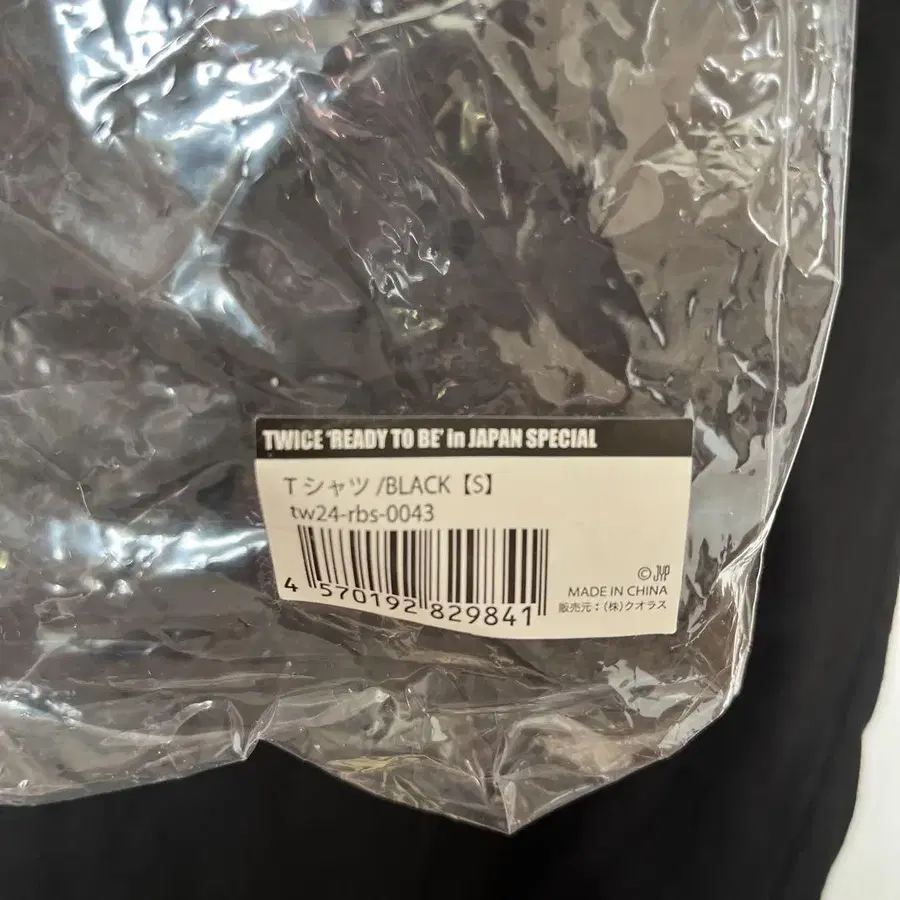 TWICE 'READY TO BE' in JAPAN SPECIAL
Tシャツ /BLACK【S】
tw24-rbs-0043
4 570192 829841
©JYP
MADE IN CHINA
販売元：(株)クオラス